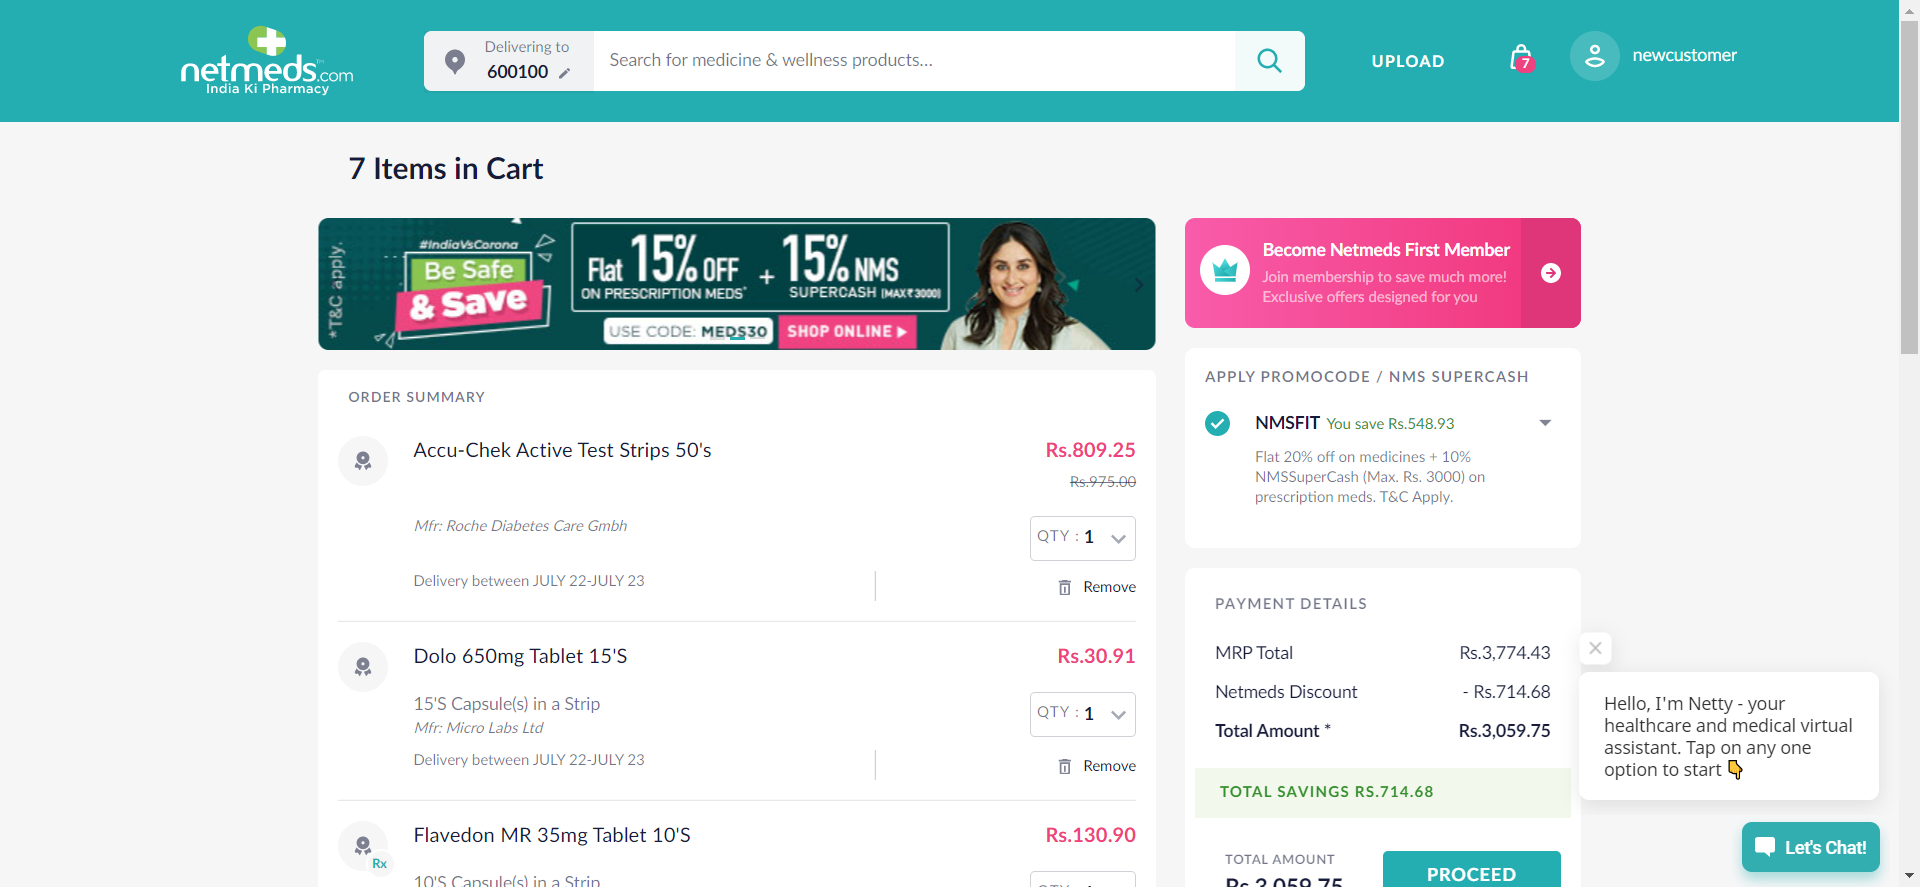 netmeds.com
India Ki Pharmacy
Delivering to
600100
Search for medicine & wellness products...
UPLOAD
7
newcustomer
7 Items in Cart
*T&C apply.
#IndiaVsCorona
Be Safe
& Save
Flat 15% OFF
ON PRESCRIPTION MEDS*
+
15% NMS
SUPERCASH (MAX ₹ 3000)
USE CODE: MEDS30
SHOP ONLINE
Become Netmeds First Member
Join membership to save much more!
Exclusive offers designed for you
ORDER SUMMARY
Accu-Chek Active Test Strips 50's
Rs.809.25
Rs.975.00
Mfr: Roche Diabetes Care Gmbh
QTY : 1
Delivery between JULY 22-JULY 23
Remove
Dolo 650mg Tablet 15'S
Rs.30.91
15'S Capsule(s) in a Strip
Mfr: Micro Labs Ltd
QTY : 1
Delivery between JULY 22-JULY 23
Remove
Flavedon MR 35mg Tablet 10'S
Rs.130.90
Rx
10'S Capsule(s) in a Strip
APPLY PROMOCODE / NMS SUPERCASH
NMSFIT You save Rs.548.93
Flat 20% off on medicines + 10%
NMSSuperCash (Max. Rs. 3000) on
prescription meds. T&C Apply.
PAYMENT DETAILS
MRP Total Rs.3,774.43
Netmeds Discount - Rs.714.68
Total Amount * Rs.3,059.75
TOTAL SAVINGS RS.714.68
TOTAL AMOUNT
Rs.3,059.75
PROCEED
Hello, I'm Netty - your
healthcare and medical virtual
assistant. Tap on any one
option to start 👇
Let's Chat!